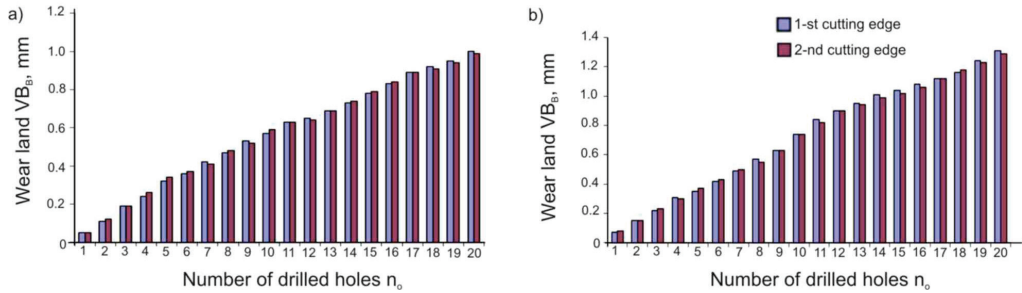 a)
1.2
1.0
0.8
0.6
0.4
0.2
0
Wear land VB_B, mm
1 2 3 4 5 6 7 8 9 10 11 12 13 14 15 16 17 18 19 20
Number of drilled holes n_o
b)
1-st cutting edge
2-nd cutting edge
1.4
1.2
1.0
0.8
0.6
0.4
0.2
0
Wear land VB_B, mm
1 2 3 4 5 6 7 8 9 10 11 12 13 14 15 16 17 18 19 20
Number of drilled holes n_o